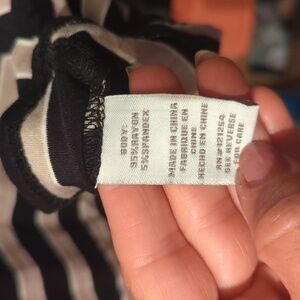 BODY:
95%RAYON
5%SPANDEX
MADE IN CHINA
FABRIQUE EN
CHINE
HECHO EN CHINE
RN#121254
SEE REVERSE
FOR CARE